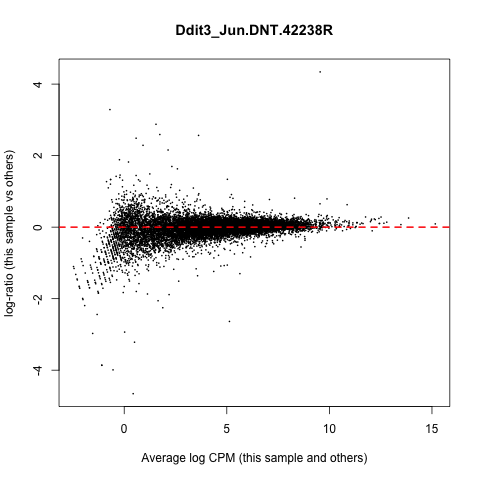 Ddit3_Jun.DNT.42238R
log-ratio (this sample vs others)
4
2
0
-2
-4
0 5 10 15
Average log CPM (this sample and others)